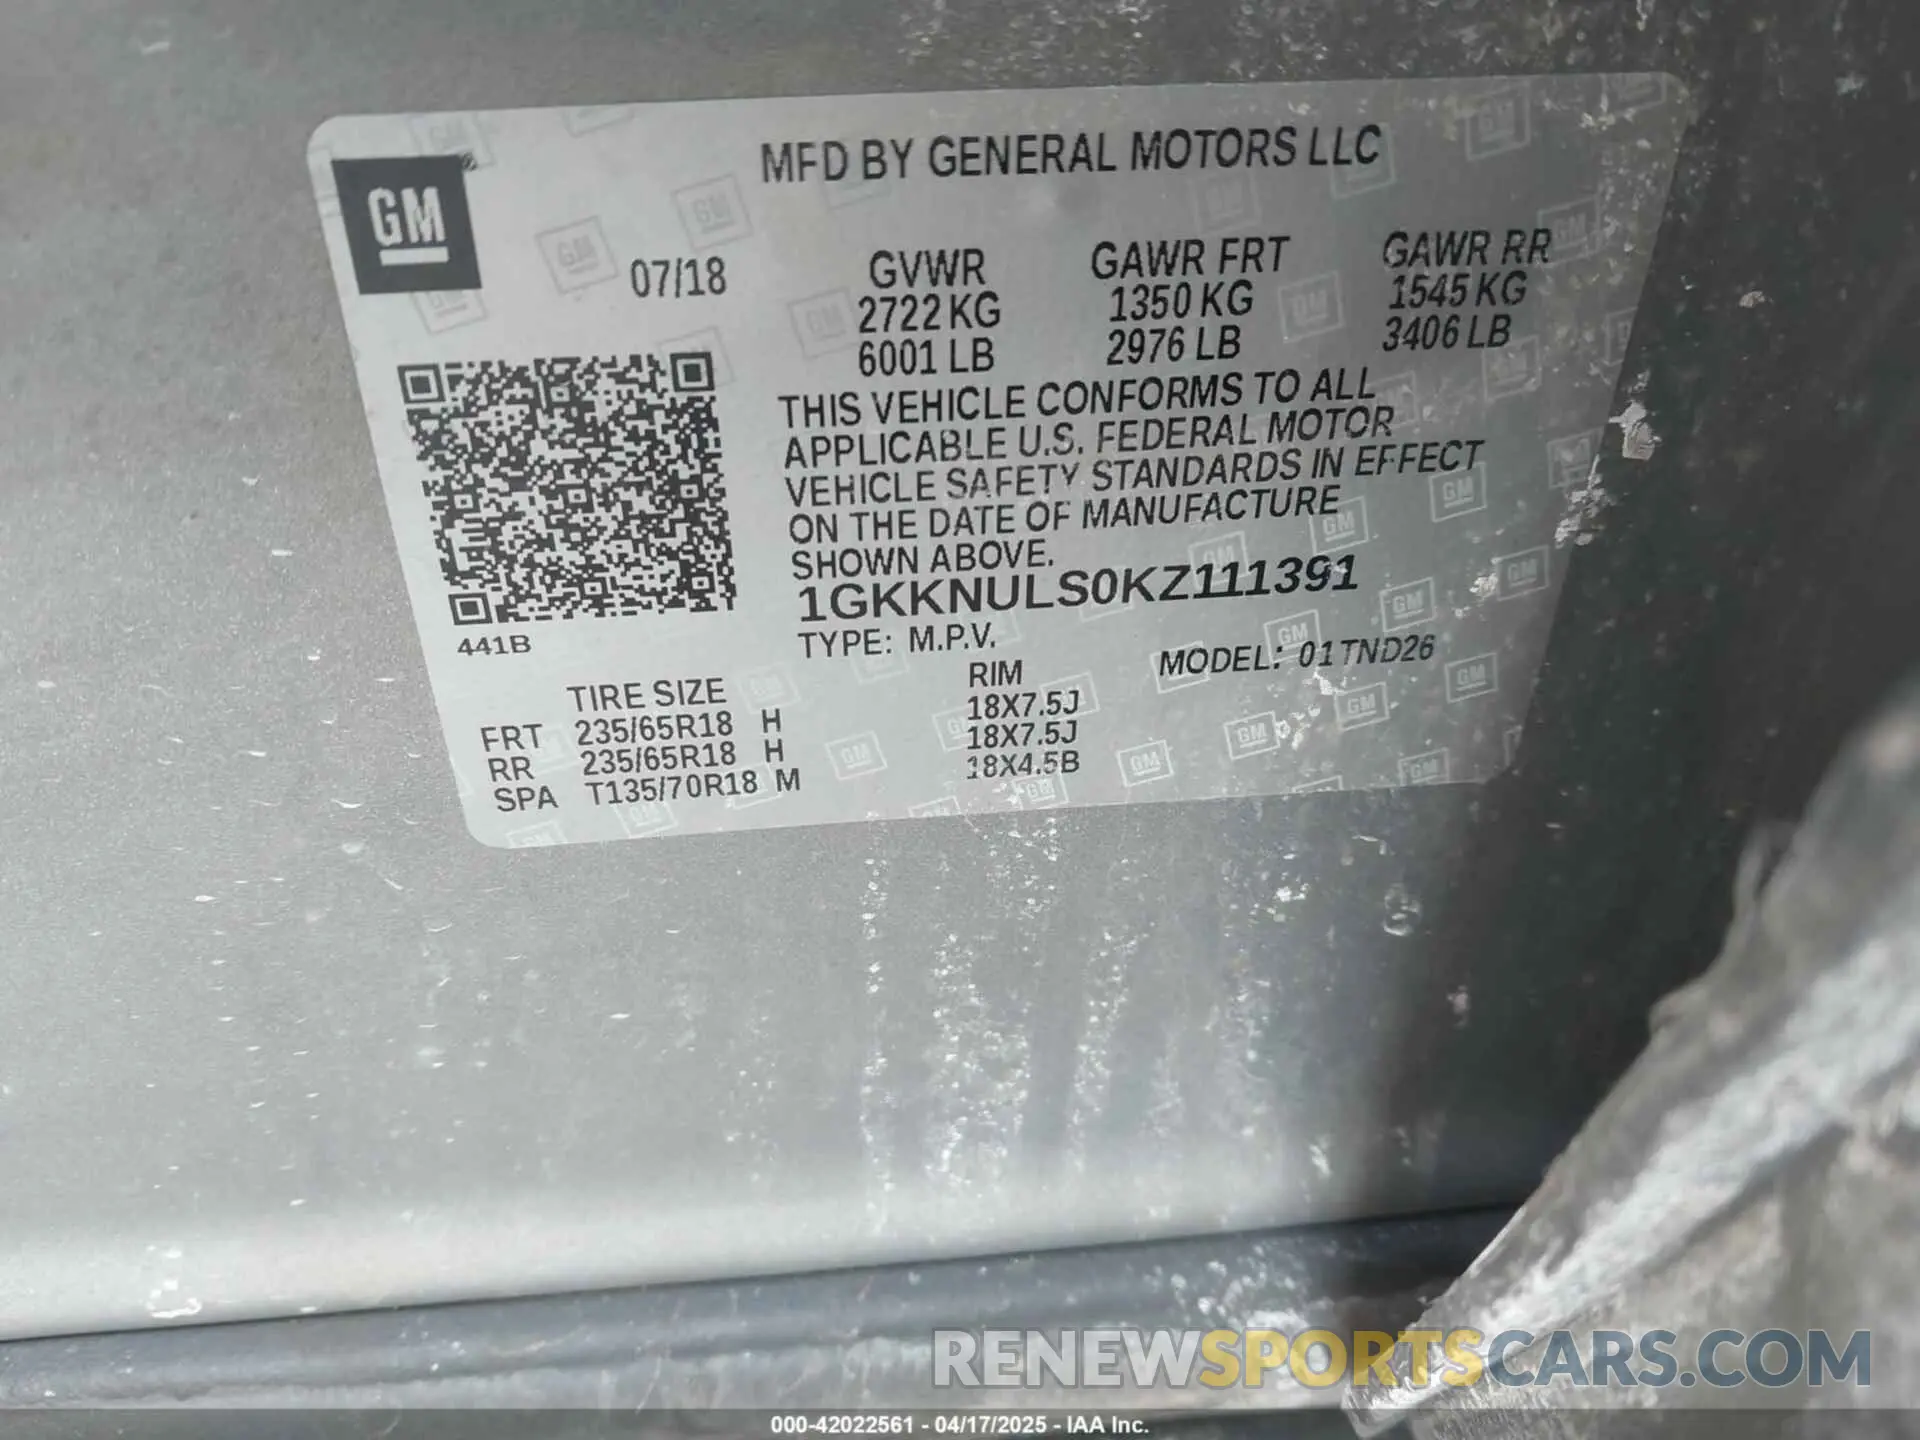 MFD BY GENERAL MOTORS LLC
GM
07/18
GVWR GAWR FRT GAWR RR
2722 KG 1350 KG 1545 KG
6001 LB 2976 LB 3406 LB
THIS VEHICLE CONFORMS TO ALL
APPLICABLE U.S. FEDERAL MOTOR
VEHICLE SAFETY STANDARDS IN EFFECT
ON THE DATE OF MANUFACTURE
SHOWN ABOVE.
1GKKNULS0KZ111391
441B
TYPE: M.P.V. MODEL: 01TND26
TIRE SIZE RIM
FRT 235/65R18 H 18X7.5J
RR 235/65R18 H 18X7.5J
SPA T135/70R18 M 18X4.5B
RENEWSPORTSCARS.COM
000-42022561 - 04/17/2025 - IAA Inc.